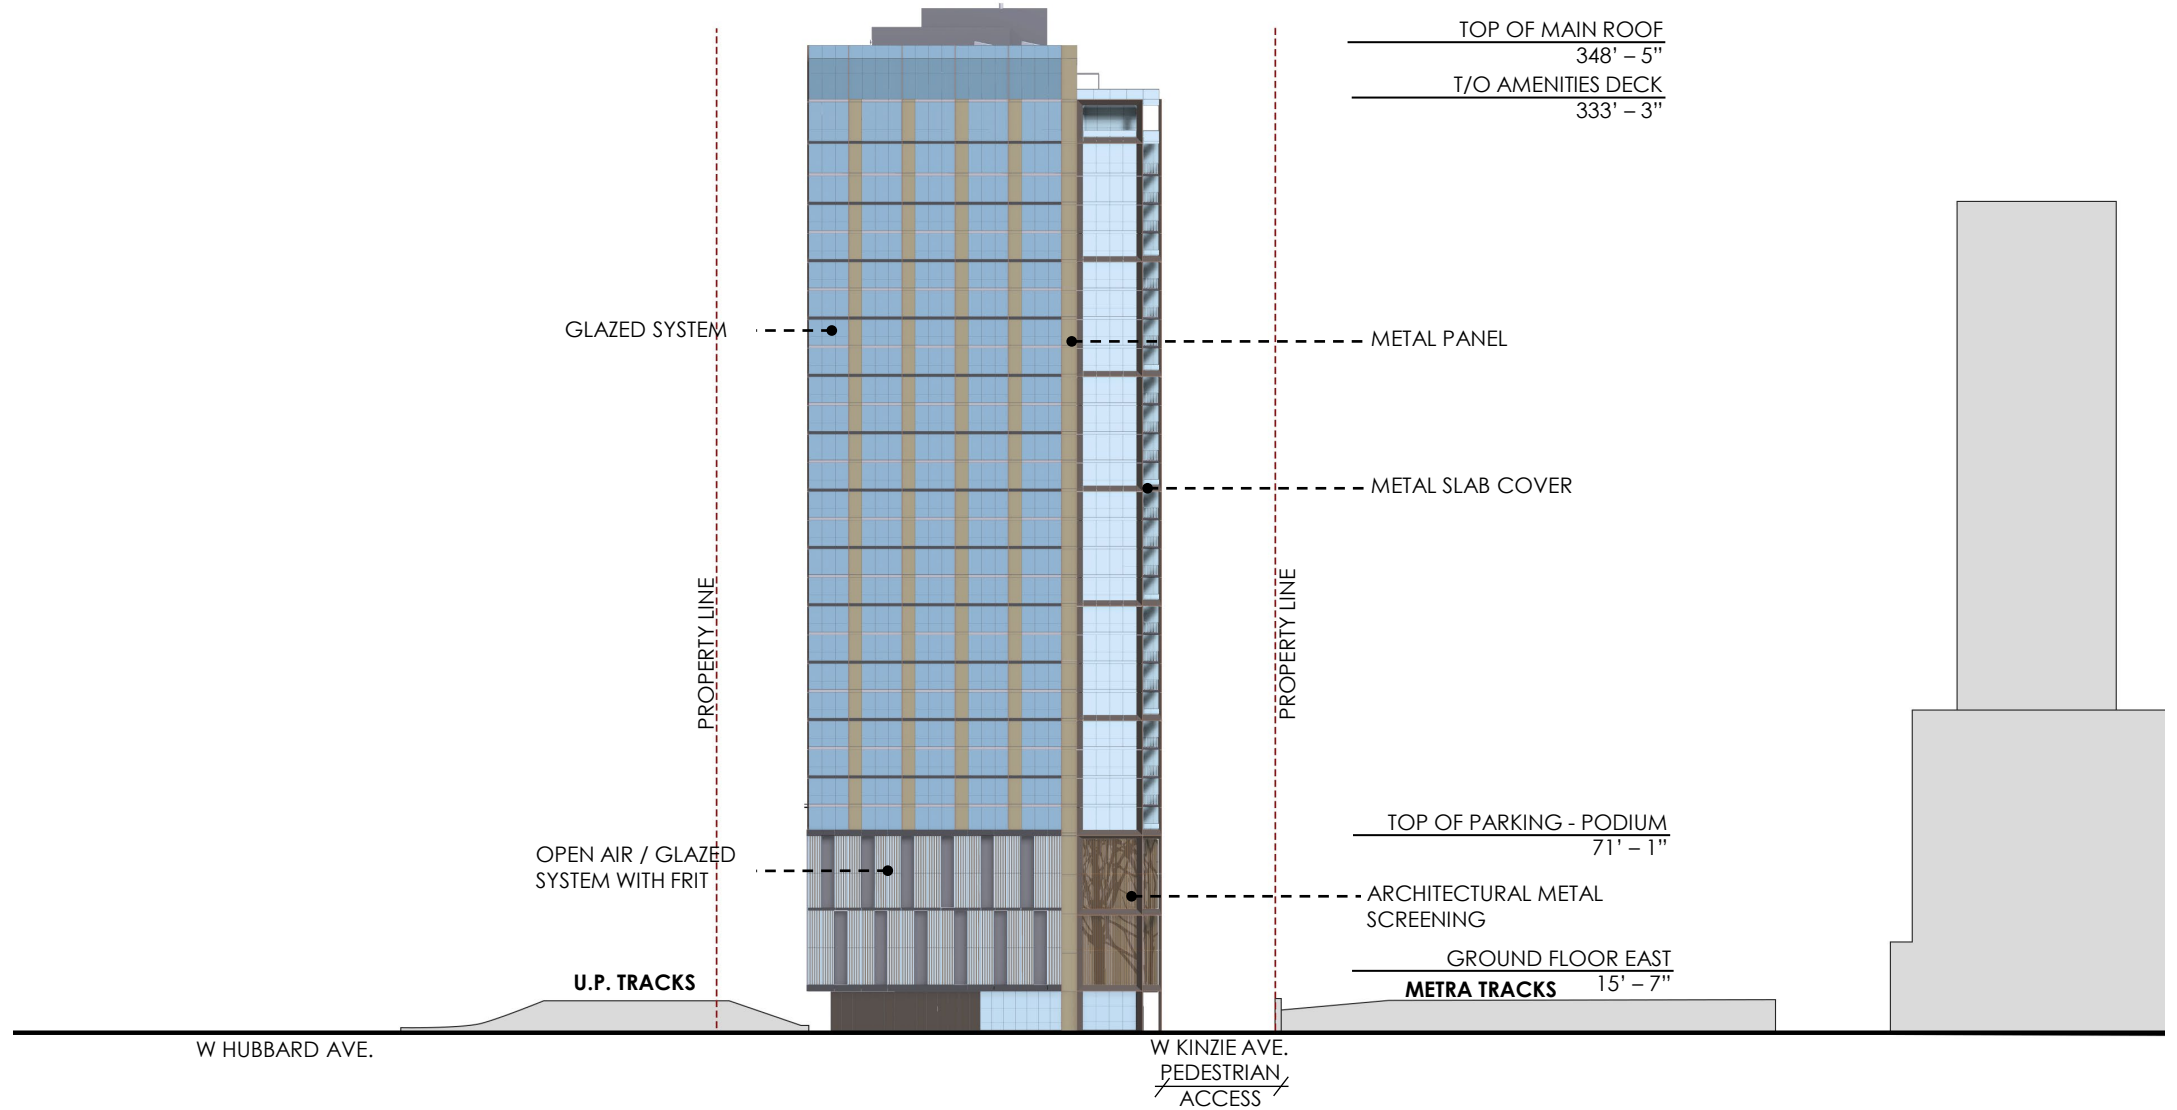 TOP OF MAIN ROOF
348’ – 5”
T/O AMENITIES DECK
333’ – 3”
GLAZED SYSTEM
METAL PANEL
METAL SLAB COVER
PROPERTY LINE
PROPERTY LINE
TOP OF PARKING - PODIUM
71’ – 1”
OPEN AIR / GLAZED
SYSTEM WITH FRIT
ARCHITECTURAL METAL
SCREENING
GROUND FLOOR EAST
15’ – 7”
U.P. TRACKS
METRA TRACKS
W HUBBARD AVE.
W KINZIE AVE.
PEDESTRIAN
ACCESS